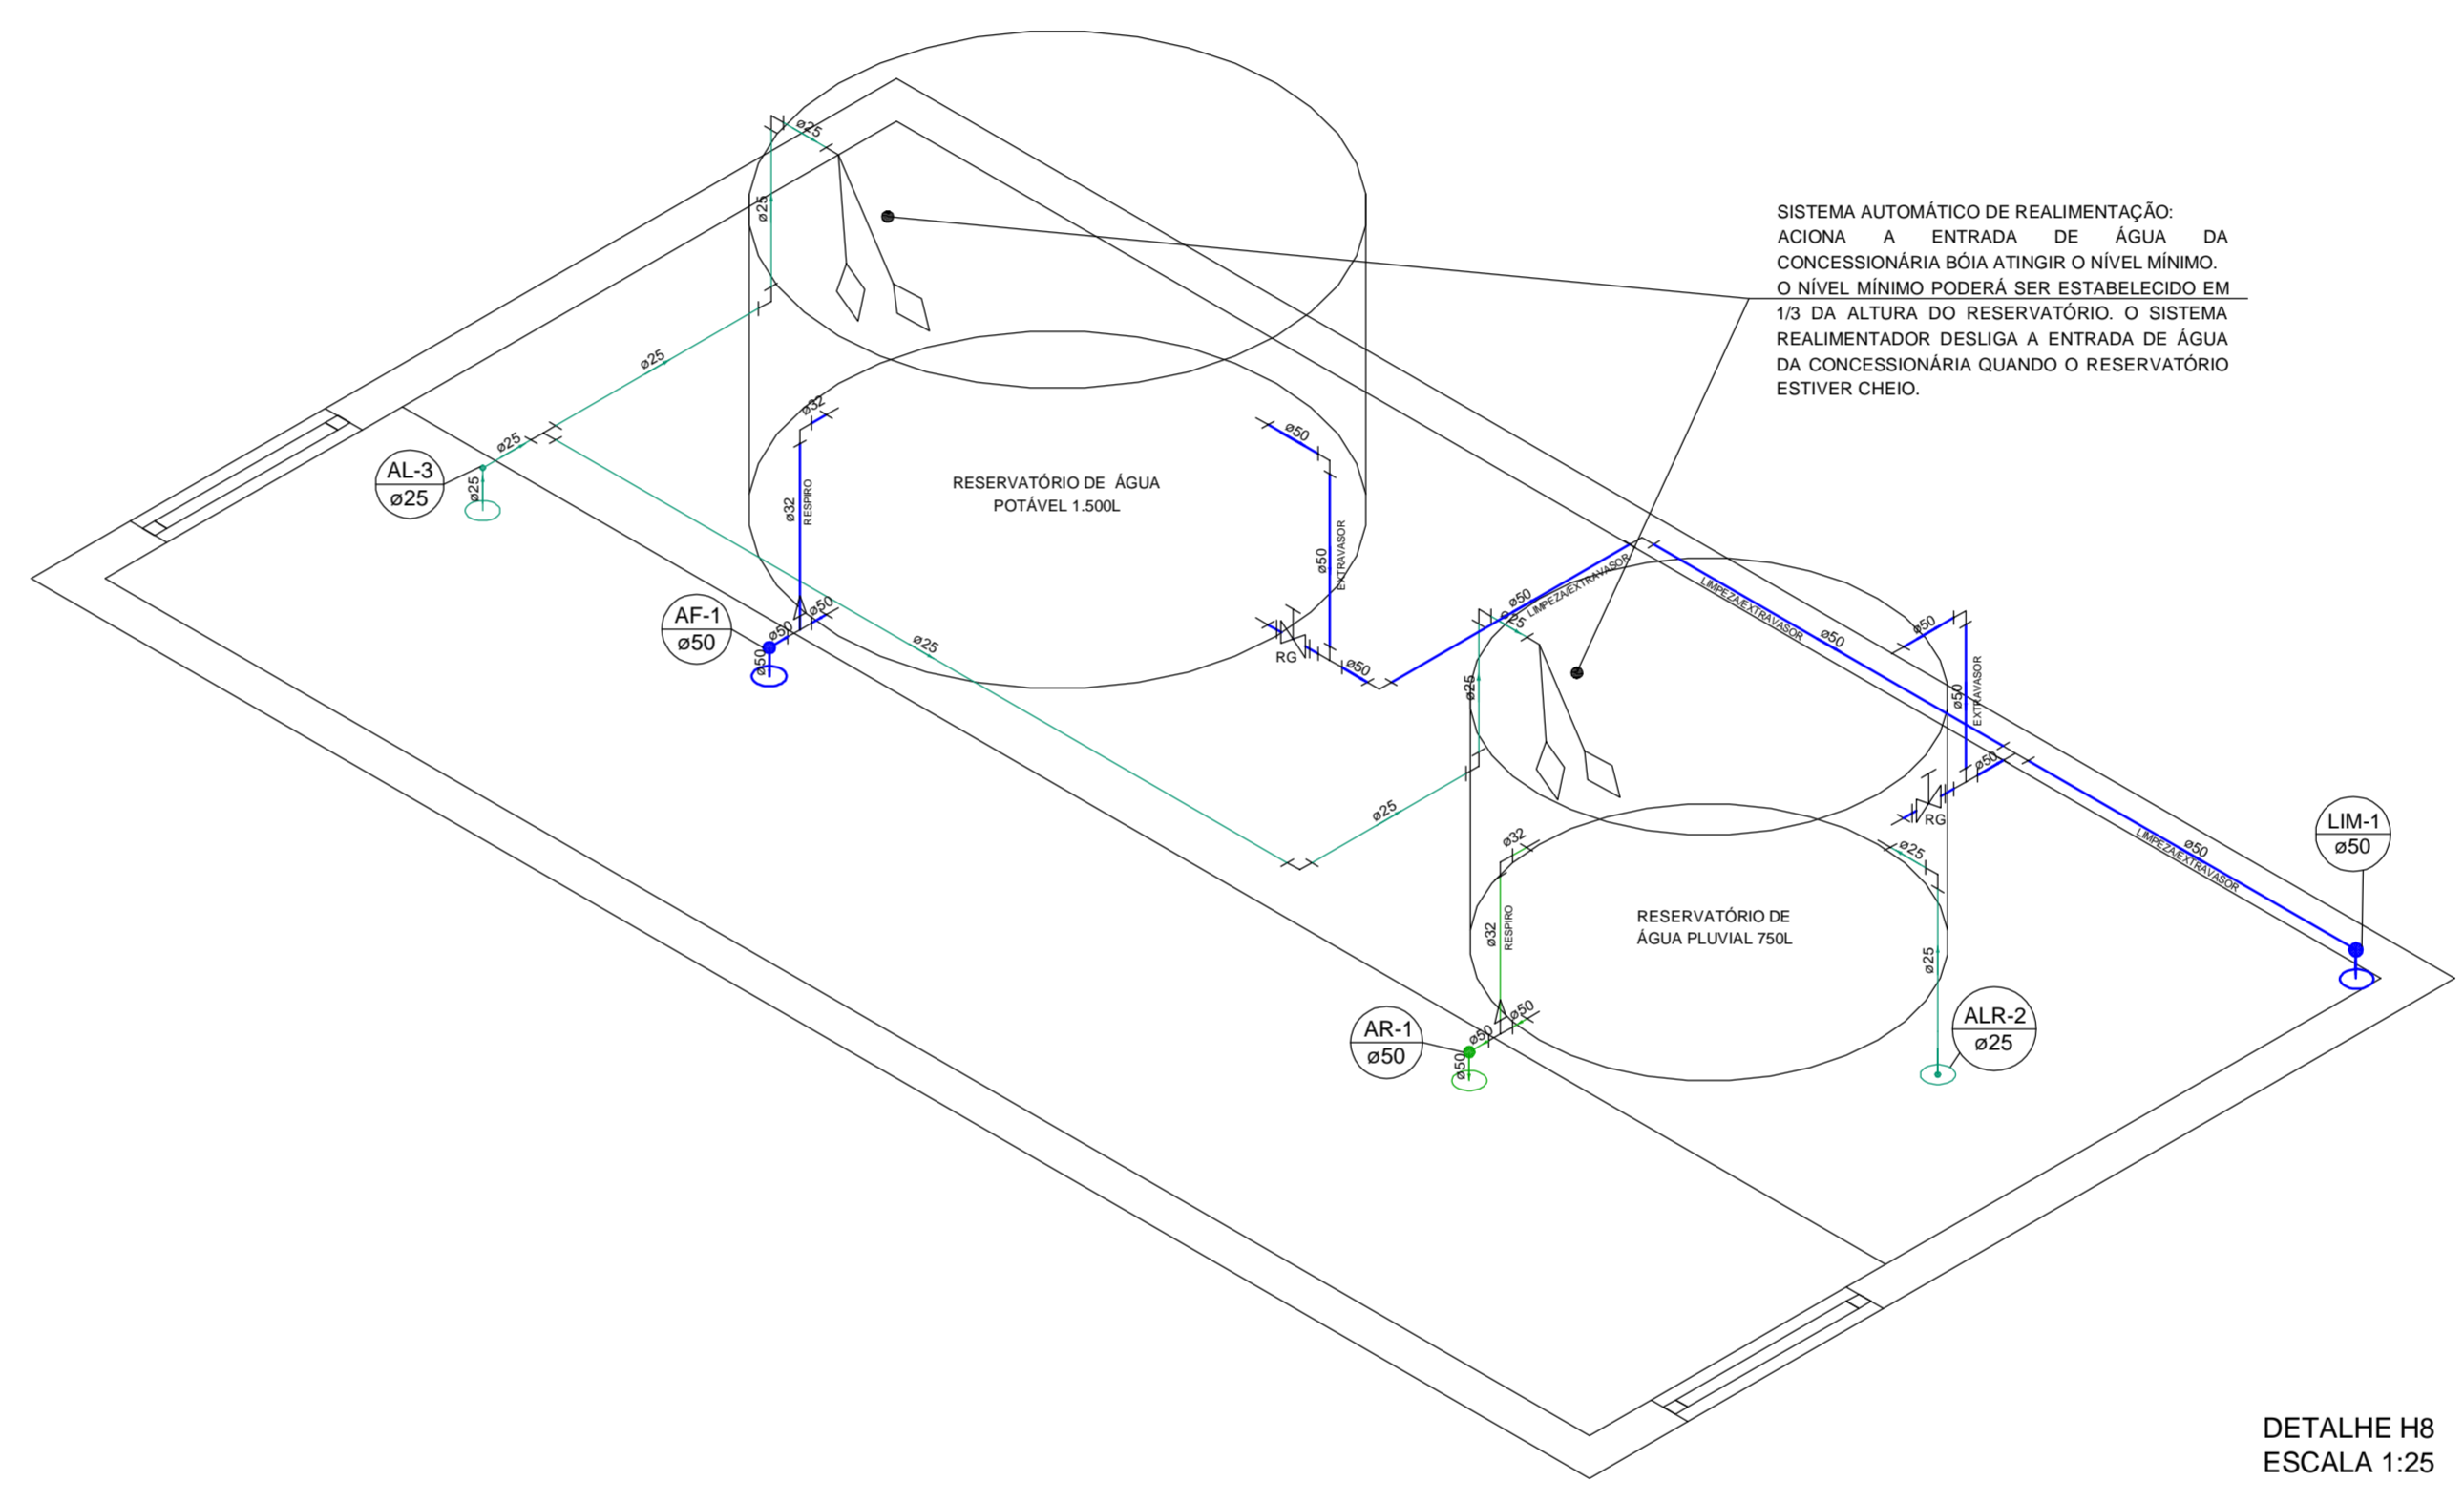 SISTEMA AUTOMÁTICO DE REALIMENTAÇÃO:
ACIONA A ENTRADA DE ÁGUA DA
CONCESSIONÁRIA BÓIA ATINGIR O NÍVEL MÍNIMO.
O NÍVEL MÍNIMO PODERÁ SER ESTABELECIDO EM
1/3 DA ALTURA DO RESERVATÓRIO. O SISTEMA
REALIMENTADOR DESLIGA A ENTRADA DE ÁGUA
DA CONCESSIONÁRIA QUANDO O RESERVATÓRIO
ESTIVER CHEIO.
ø25
ø25
ø25
ø25
ø25
AL-3
ø25
ø32
ø32
RESPIRO
RESERVATÓRIO DE ÁGUA
POTÁVEL 1.500L
ø50
ø50
EXTRAVASOR
AF-1
ø50
ø50
ø50
ø50
ø25
RG
ø50
ø50
LIMPEZA/EXTRAVASOR
ø25
ø25
ø25
LIMPEZA/EXTRAVASOR
ø50
ø50
ø50
EXTRAVASOR
ø50
RG
ø50
LIMPEZA/EXTRAVASOR
LIM-1
ø50
ø32
ø32
RESPIRO
RESERVATÓRIO DE
ÁGUA PLUVIAL 750L
ø25
ø25
AR-1
ø50
ø50
ø50
ø50
ALR-2
ø25
DETALHE H8
ESCALA 1:25